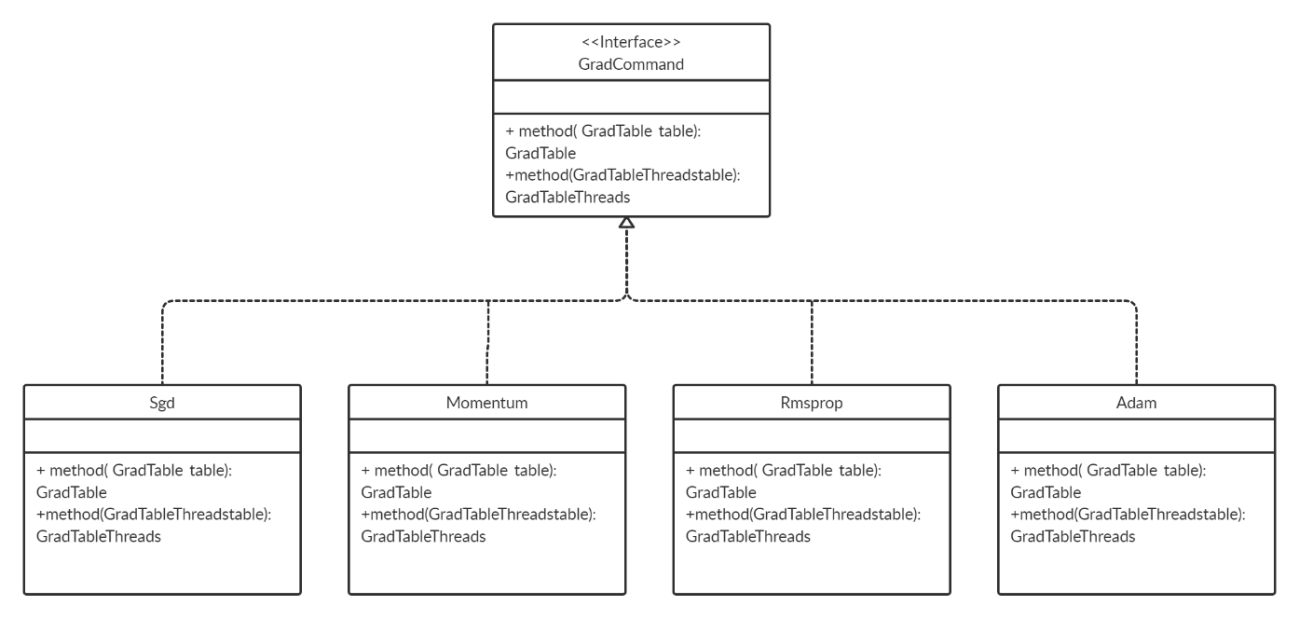 <<Interface>>
GradCommand
+ method( GradTable table):
GradTable
+method(GradTableThreadstable):
GradTableThreads
Sgd
+ method( GradTable table):
GradTable
+method(GradTableThreadstable):
GradTableThreads
Momentum
+ method( GradTable table):
GradTable
+method(GradTableThreadstable):
GradTableThreads
Rmsprop
+ method( GradTable table):
GradTable
+method(GradTableThreadstable):
GradTableThreads
Adam
+ method( GradTable table):
GradTable
+method(GradTableThreadstable):
GradTableThreads